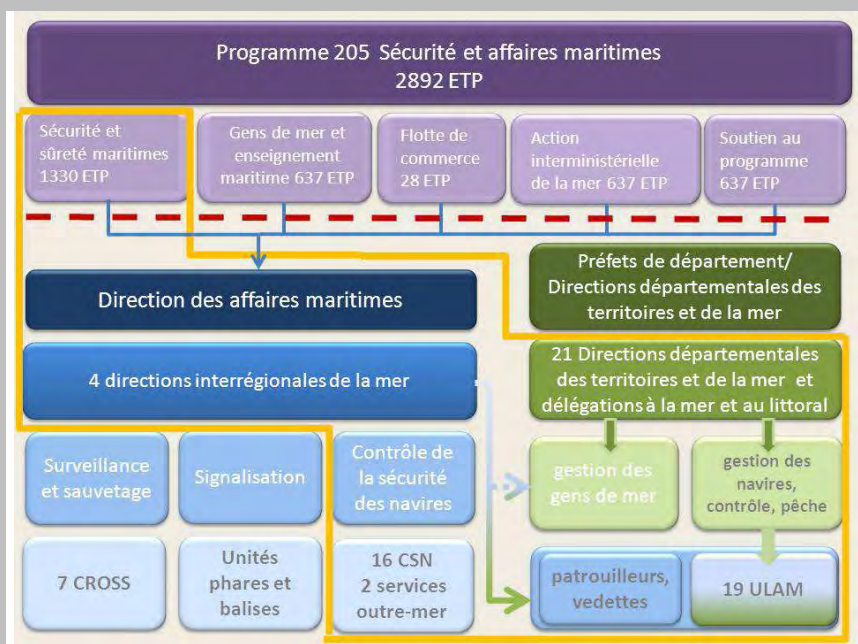 Programme 205 Sécurité et affaires maritimes
2892 ETP
Sécurité et
sûreté maritimes
1330 ETP
Gens de mer et
enseignement
maritime 637 ETP
Flotte de
commerce
28 ETP
Action
interministérielle
de la mer 637 ETP
Soutien au
programme
637 ETP
Direction des affaires maritimes
Préfets de département/
Directions départementales des
territoires et de la mer
4 directions interrégionales de la mer
21 Directions départementales
des territoires et de la mer et
délégations à la mer et au littoral
Surveillance
et sauvetage
Signalisation
Contrôle de
la sécurité
des navires
gestion des
gens de mer
gestion des
navires,
contrôle, pêche
7 CROSS
Unités
phares et
balises
16 CSN
2 services
outre-mer
patrouilleurs,
vedettes
19 ULAM